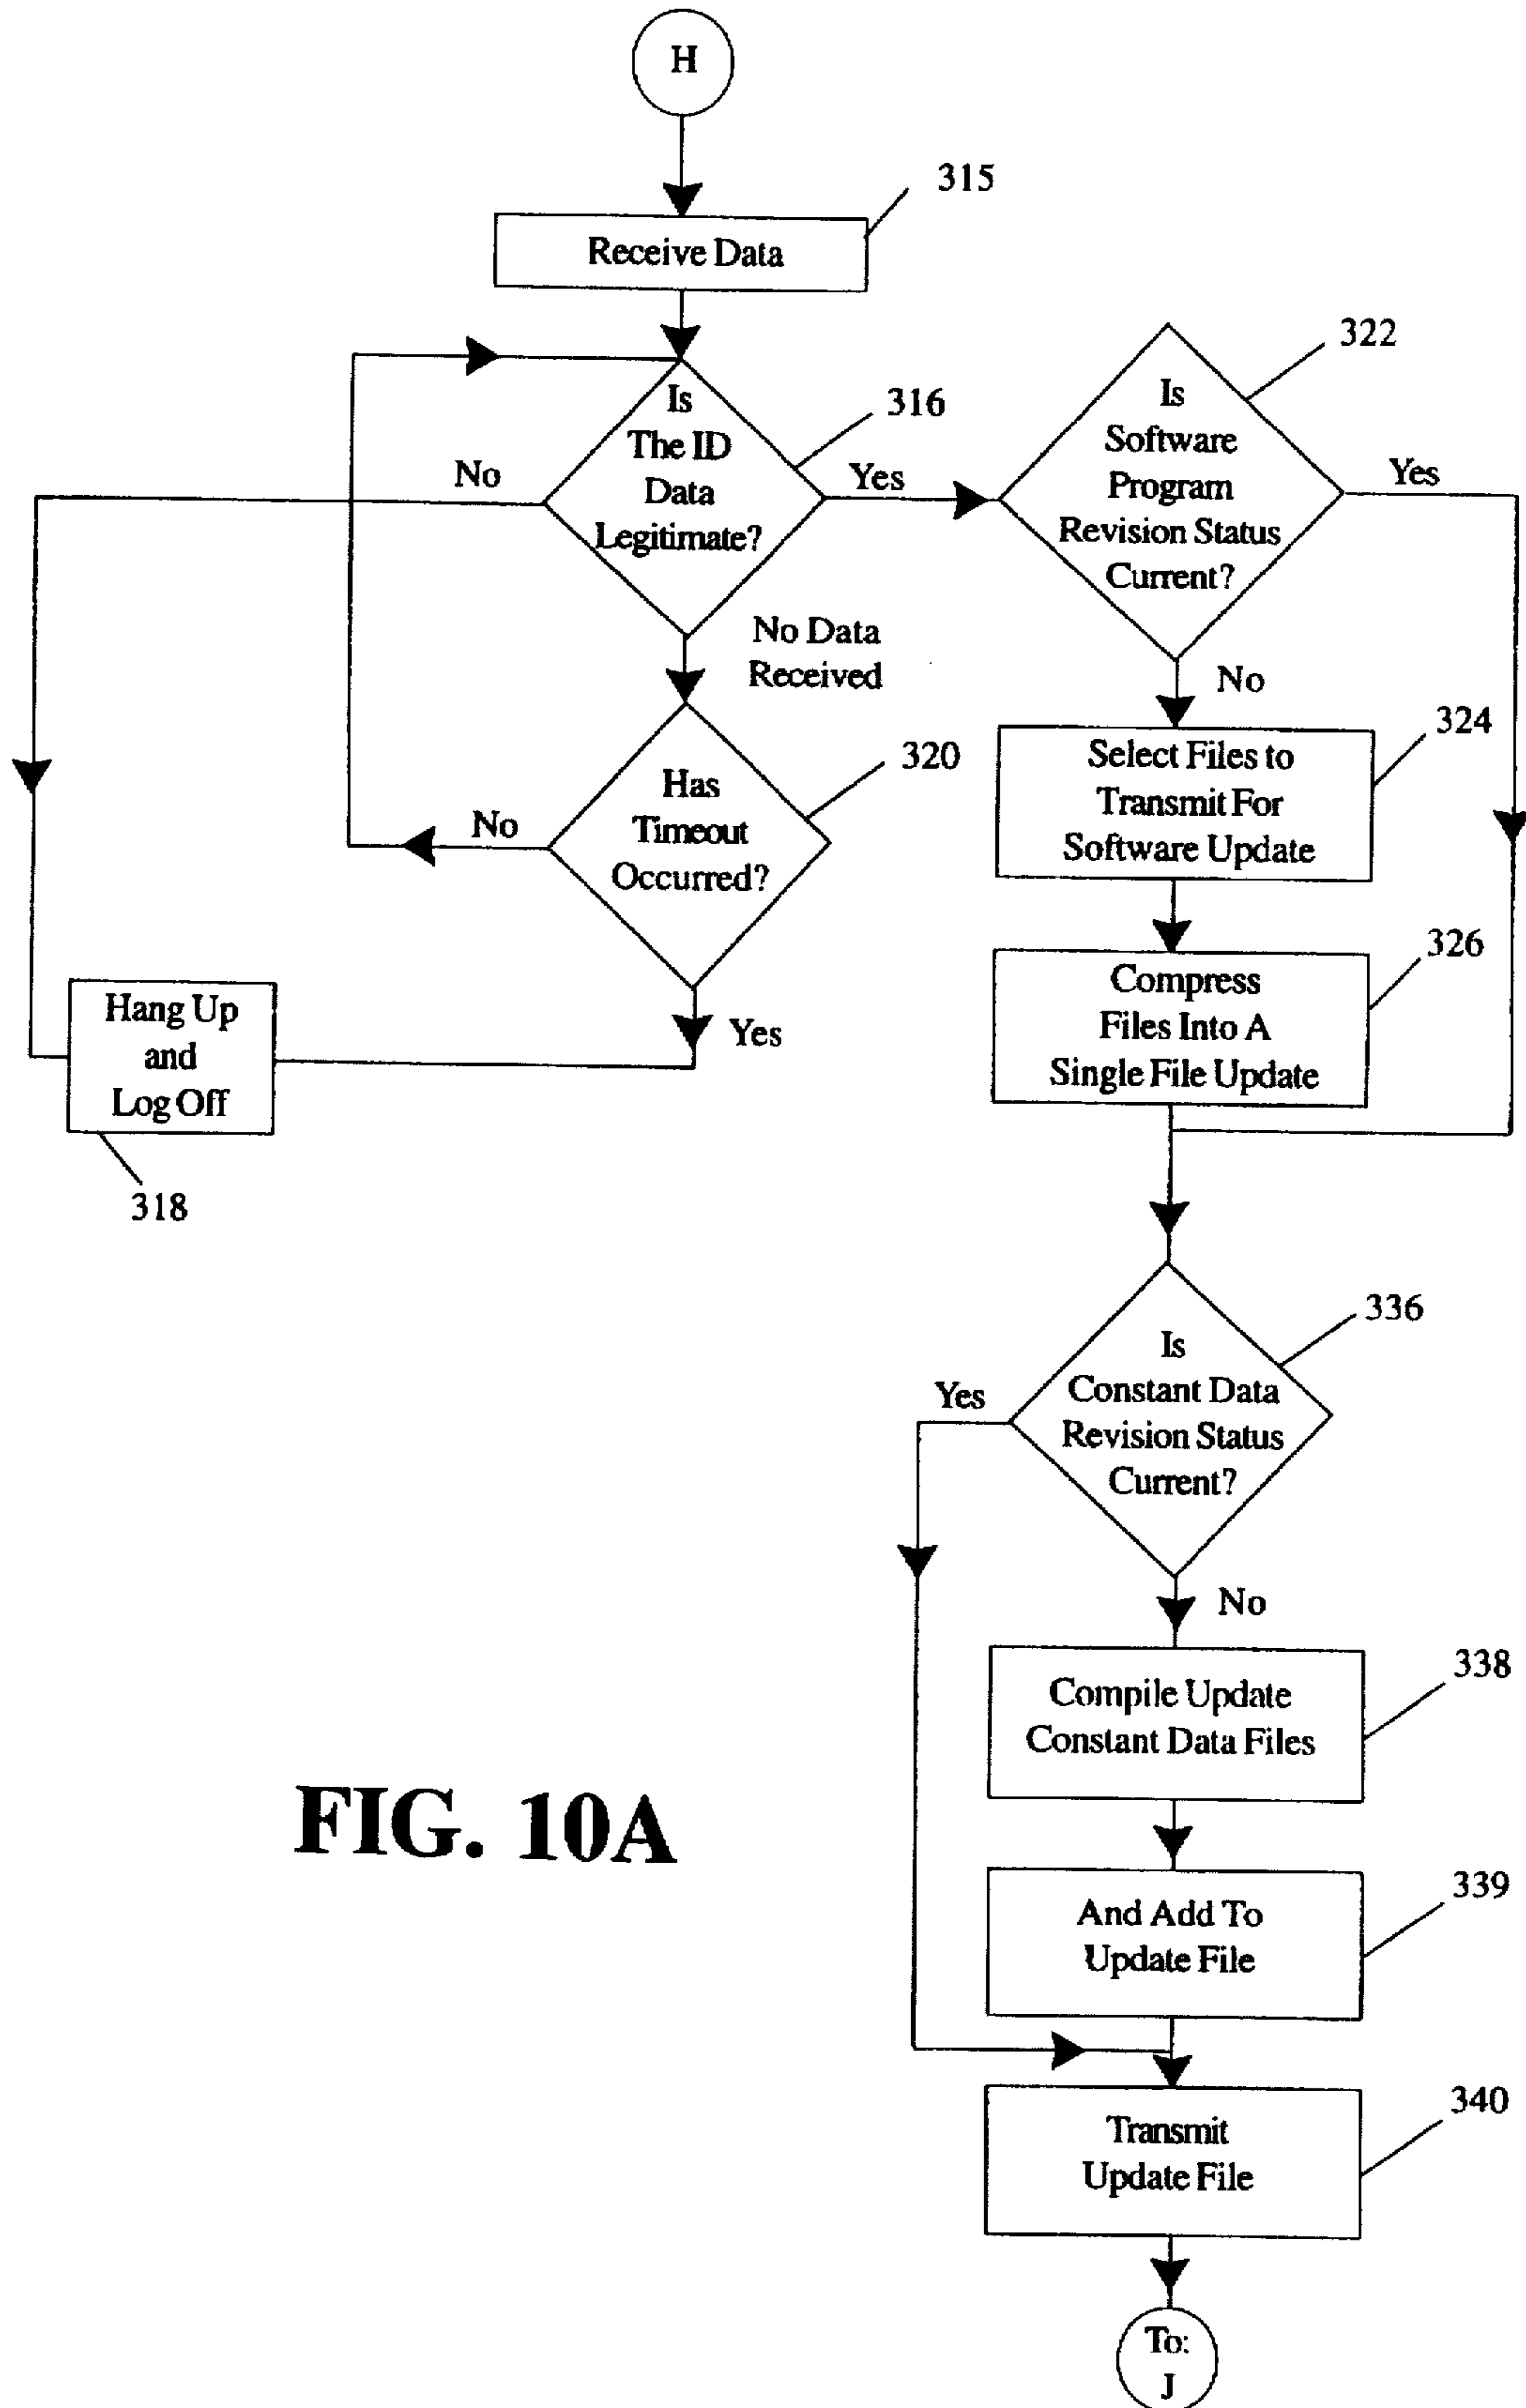 H
315
Receive Data
316
Is
The ID
Data
Legitimate?
No
Yes
No Data
Received
320
Has
Timeout
Occurred?
No
Yes
Hang Up
and
Log Off
318
322
Is
Software
Program
Revision Status
Current?
Yes
No
324
Select Files to
Transmit For
Software Update
326
Compress
Files Into A
Single File Update
336
Is
Constant Data
Revision Status
Current?
Yes
No
338
Compile Update
Constant Data Files
339
And Add To
Update File
340
Transmit
Update File
To:
J
FIG. 10A